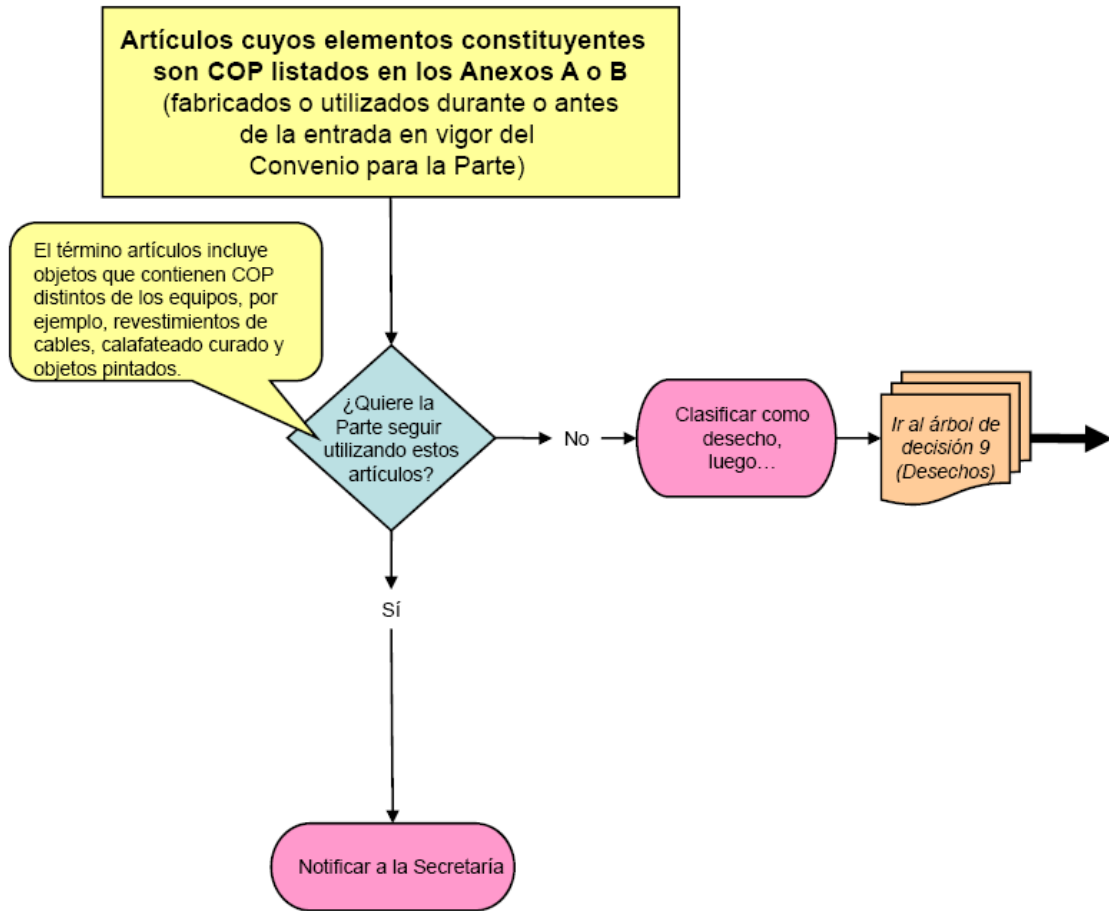 Artículos cuyos elementos constituyentes
son COP listados en los Anexos A o B
(fabricados o utilizados durante o antes
de la entrada en vigor del
Convenio para la Parte)
El término artículos incluye
objetos que contienen COP
distintos de los equipos, por
ejemplo, revestimientos de
cables, calafateado curado y
objetos pintados.
¿Quiere la
Parte seguir
utilizando estos
artículos?
No
Clasificar como
desecho,
luego…
Ir al árbol de
decisión 9
(Desechos)
Sí
Notificar a la Secretaría